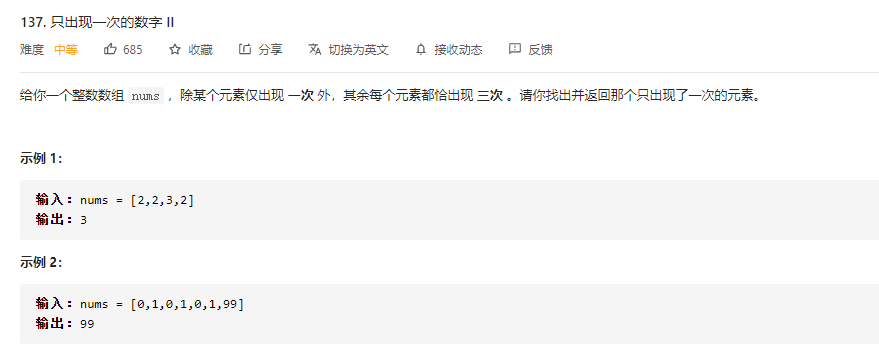 137. 只出现一次的数字 II
难度 中等 685 收藏 分享 切换为英文 接收动态 反馈
给你一个整数数组 nums ，除某个元素仅出现 一次 外，其余每个元素都恰出现 三次 。请你找出并返回那个只出现了一次的元素。
示例 1：
输入：nums = [2,2,3,2]
输出：3
示例 2：
输入：nums = [0,1,0,1,0,1,99]
输出：99